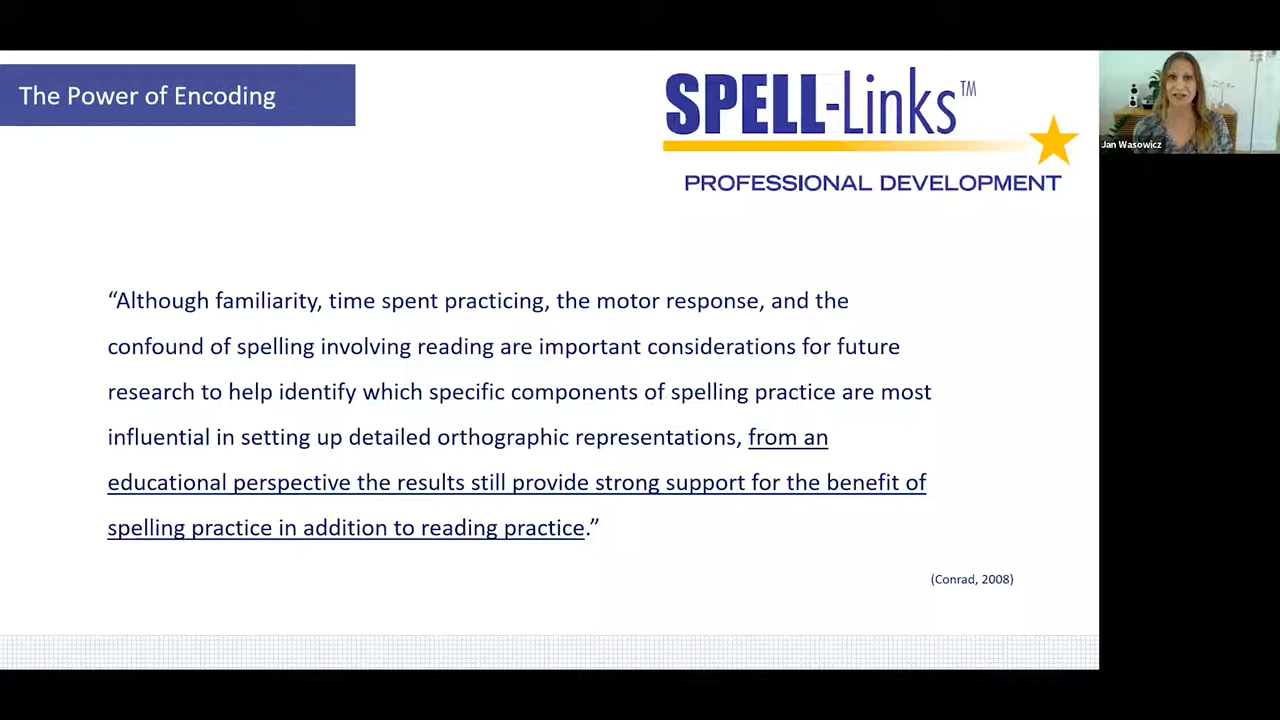 The Power of Encoding
SPELL-Links™
PROFESSIONAL DEVELOPMENT
Jan Wasowicz
“Although familiarity, time spent practicing, the motor response, and the
confound of spelling involving reading are important considerations for future
research to help identify which specific components of spelling practice are most
influential in setting up detailed orthographic representations, from an
educational perspective the results still provide strong support for the benefit of
spelling practice in addition to reading practice.”
(Conrad, 2008)